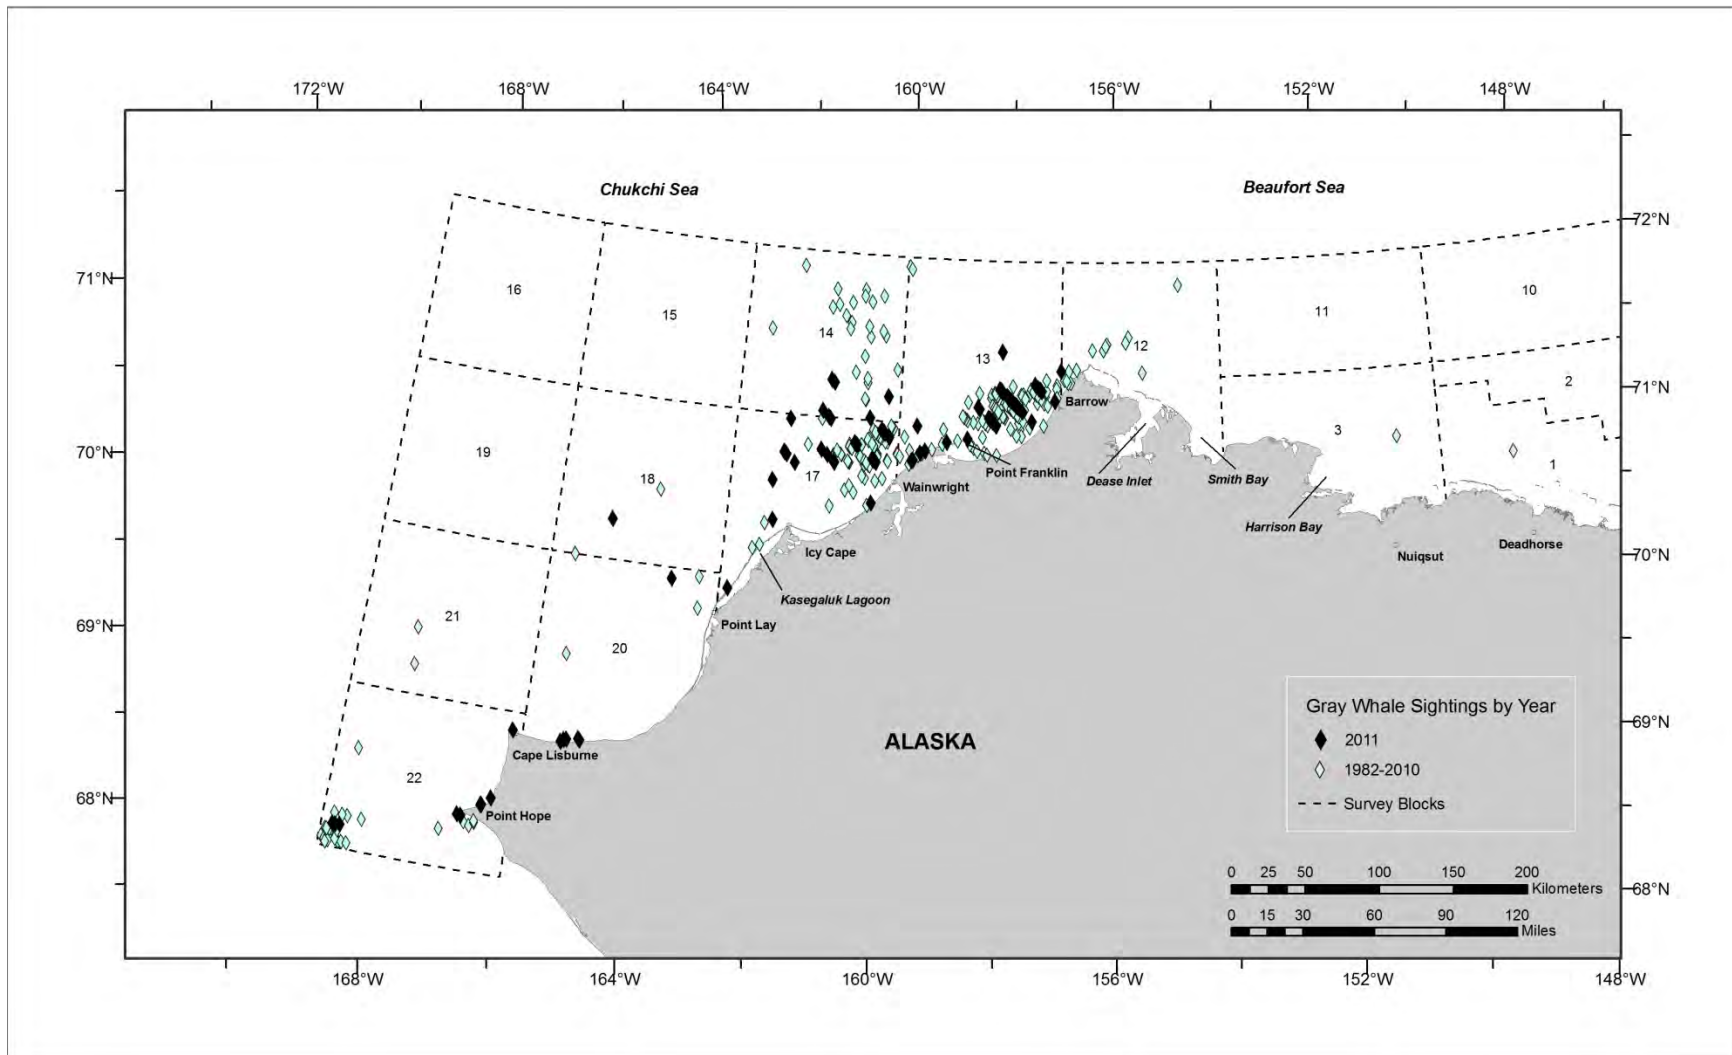 172°W 168°W 164°W 160°W 156°W 152°W 148°W
Chukchi Sea
Beaufort Sea
72°N
71°N
16
15
14
13
12
11
10
71°N
2
70°N
19
18
17
3
1
Barrow
Point Franklin
Wainwright
Dease Inlet
Smith Bay
Harrison Bay
Icy Cape
Nuiqsut
Deadhorse
70°N
Kasegaluk Lagoon
69°N
21
20
Point Lay
69°N
ALASKA
Cape Lisburne
22
68°N
Point Hope
Gray Whale Sightings by Year
2011
1982-2010
Survey Blocks
0 25 50 100 150 200
Kilometers
68°N
0 15 30 60 90 120
Miles
168°W 164°W 160°W 156°W 152°W 148°W